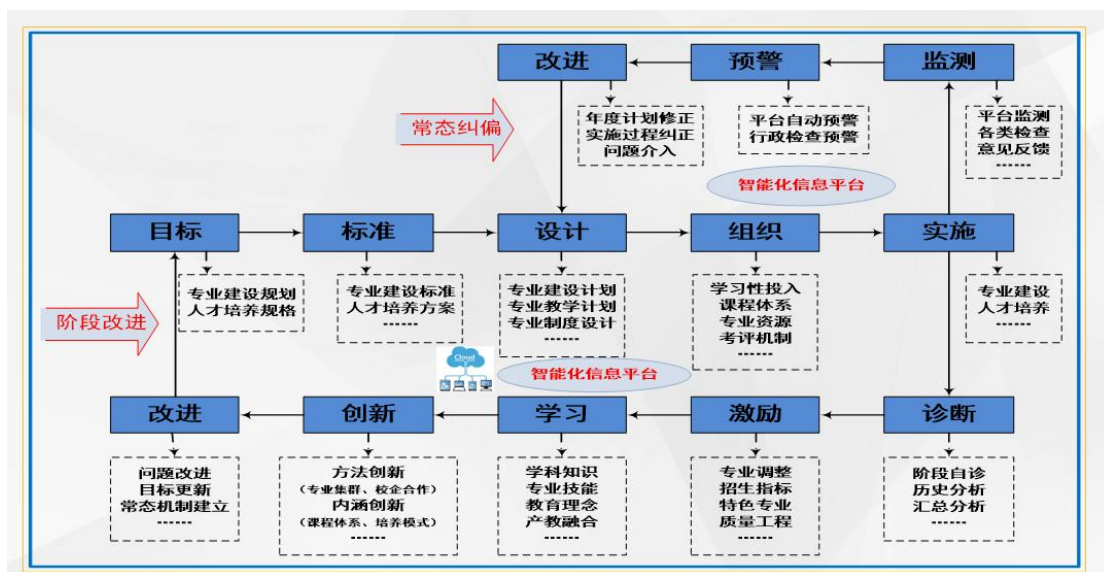 改进
预警
监测
常态纠偏
年度计划修正
实施过程纠正
问题介入
平台自动预警
行政检查预警
平台监测
各类检查
意见反馈
------
智能化信息平台
目标
标准
设计
组织
实施
阶段改进
专业建设规划
人才培养规格
专业建设标准
人才培养方案
------
专业建设计划
专业教学计划
专业制度设计
------
学习性投入
课程体系
专业资源
考评机制
------
专业建设
人才培养
------
Cloud
智能化信息平台
改进
创新
学习
激励
诊断
问题改进
目标更新
常态机制建立
------
方法创新
(专业集群、校企合作)
内涵创新
(课程体系、培养模式)
------
学科知识
专业技能
教育理念
产教融合
------
专业调整
招生指标
特色专业
质量工程
------
阶段自诊
历史分析
汇总分析
------